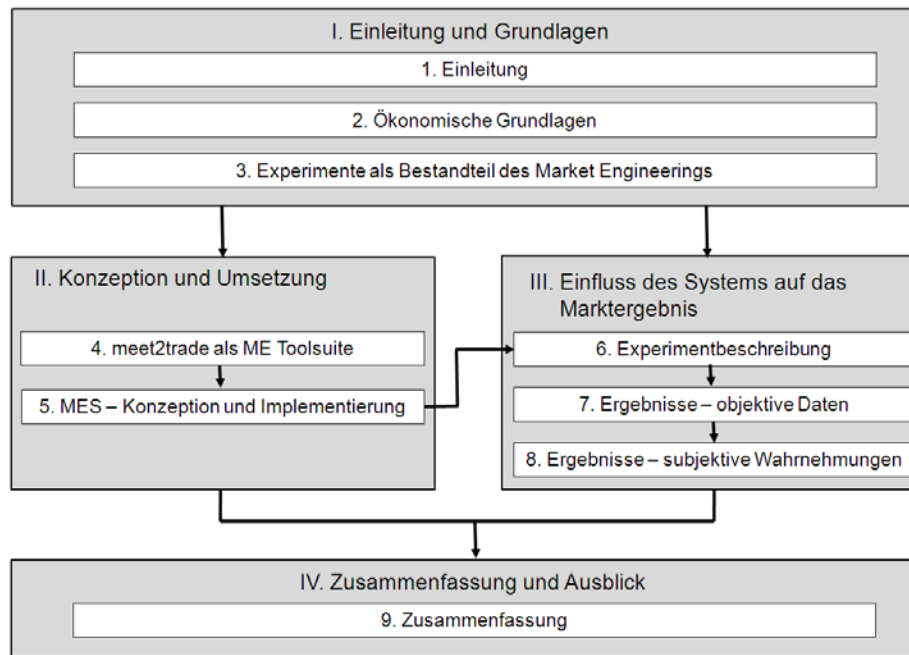 I. Einleitung und Grundlagen
1. Einleitung
2. Ökonomische Grundlagen
3. Experimente als Bestandteil des Market Engineerings
II. Konzeption und Umsetzung
4. meet2trade als ME Toolsuite
5. MES – Konzeption und Implementierung
III. Einfluss des Systems auf das
Marktergebnis
6. Experimentbeschreibung
7. Ergebnisse – objektive Daten
8. Ergebnisse – subjektive Wahrnehmungen
IV. Zusammenfassung und Ausblick
9. Zusammenfassung